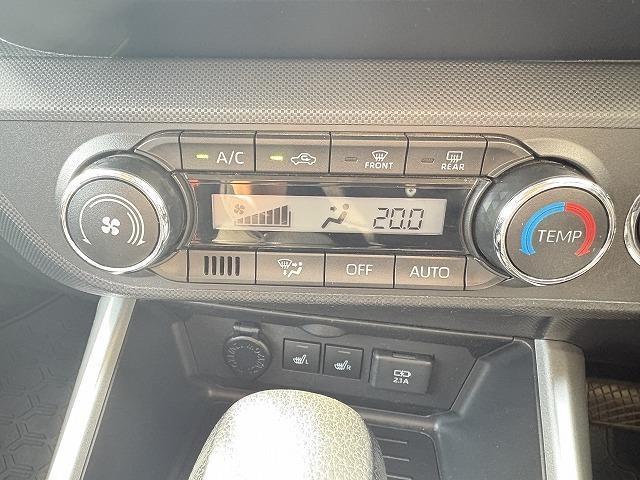 A/C
FRONT
REAR
20.0
TEMP
OFF
AUTO
L
R
2.1A